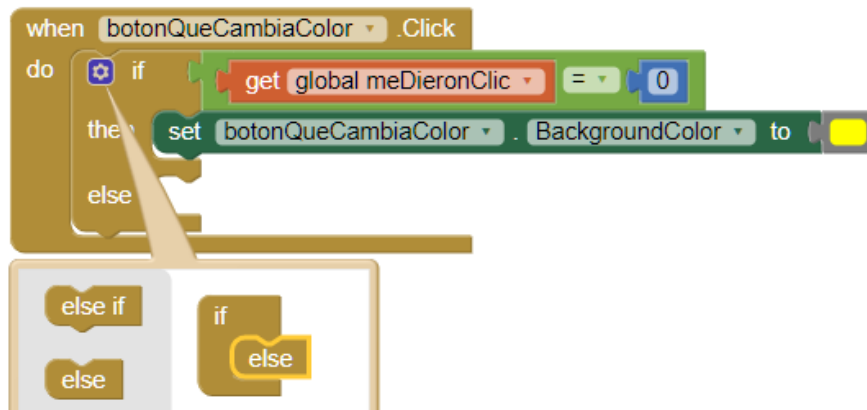 when botonQueCambiaColor .Click
do if get global meDieronClic = 0
then set botonQueCambiaColor . BackgroundColor to
else
else if
if
else
else